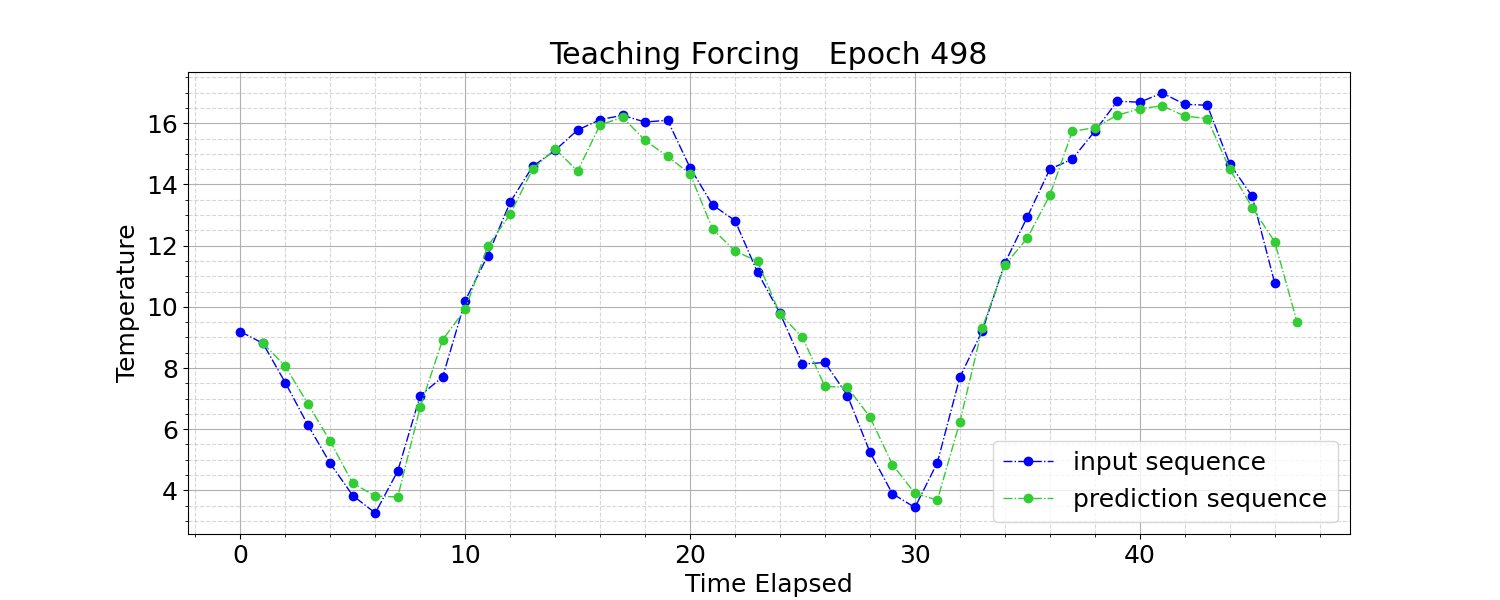 Teaching Forcing   Epoch 498
Temperature
16
14
12
10
8
6
4
input sequence
prediction sequence
0 10 20 30 40
Time Elapsed